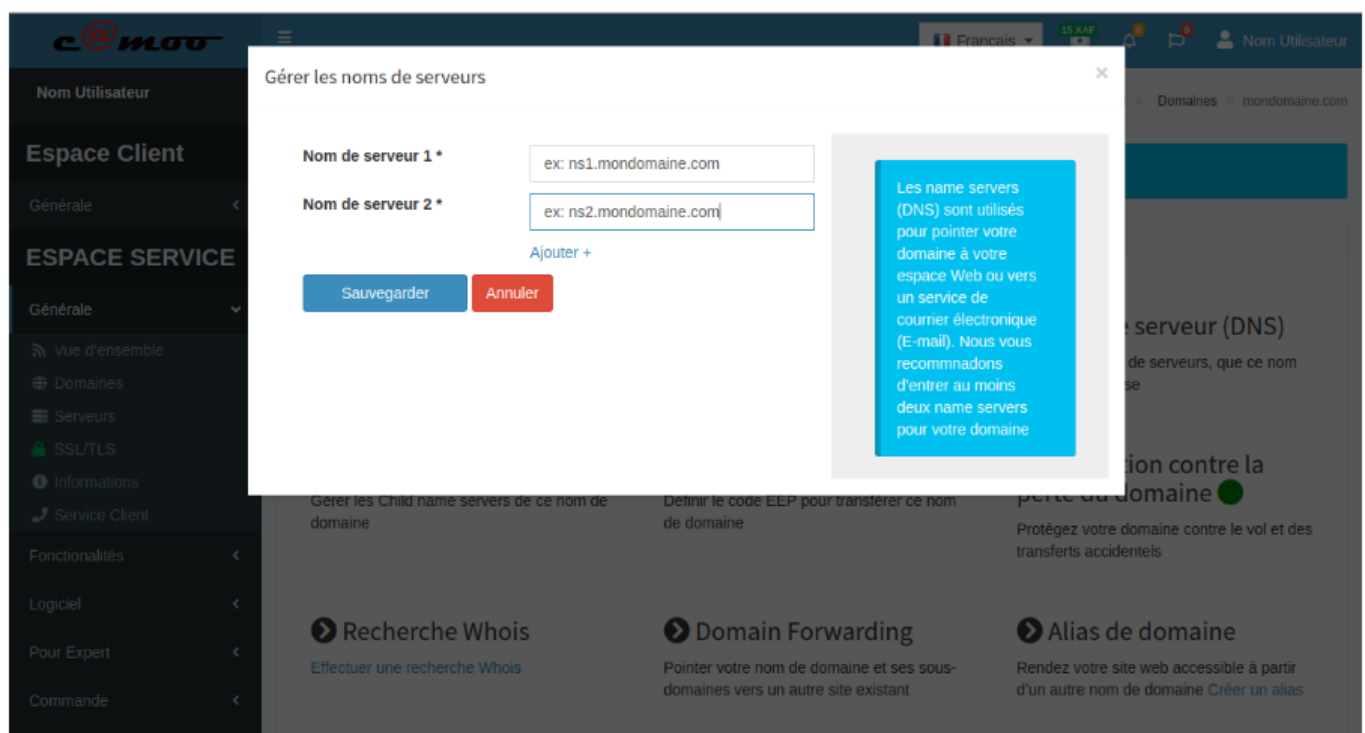 c@moo
Français
15 XAF
0
0
Nom Utilisateur
Nom Utilisateur
> Domaines > mondomaine.com
Espace Client
Générale
ESPACE SERVICE
Générale
Vue d'ensemble
Domaines
Serveurs
SSL/TLS
Informations
Service Client
Fonctionalités
Logiciel
Pour Expert
Commande
Gérer les noms de serveurs
×
Nom de serveur 1 *
ex: ns1.mondomaine.com
Nom de serveur 2 *
ex: ns2.mondomaine.com
Ajouter +
Sauvegarder
Annuler
Les name servers
(DNS) sont utilisés
pour pointer votre
domaine à votre
espace Web ou vers
un service de
courrier électronique
(E-mail). Nous vous
recommnadons
d'entrer au moins
deux name servers
pour votre domaine
serveur (DNS)
de serveurs, que ce nom
Gérer les Child name servers de ce nom de
domaine
Définir le code EEP pour transférer ce nom
de domaine
contre la
perte du domaine
Protégez votre domaine contre le vol et des
transferts accidentels
Recherche Whois
Effectuer une recherche Whois
Domain Forwarding
Pointer votre nom de domaine et ses sous-
domaines vers un autre site existant
Alias de domaine
Rendez votre site web accessible à partir
d'un autre nom de domaine Créer un alias